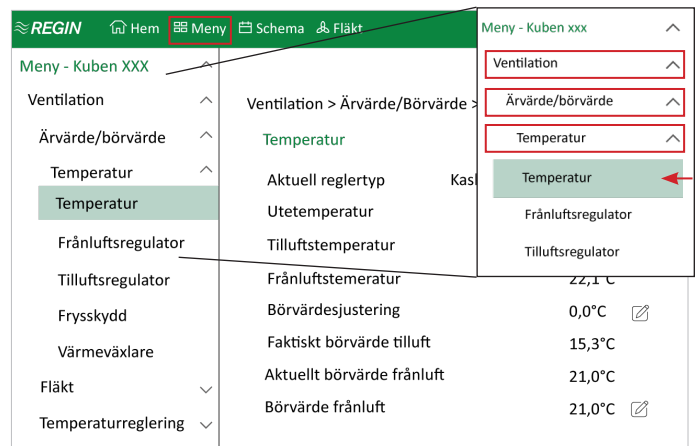 REGIN Hem Meny Schema Fläkt
Meny - Kuben XXX
Ventilation
Ärvärde/börvärde
Temperatur
Temperatur
Frånluftsregulator
Tilluftsregulator
Frysskydd
Värmeväxlare
Fläkt
Temperaturreglering
Ventilation > Ärvärde/Börvärde >
Temperatur
Aktuell reglertyp
Utetemperatur
Tilluftstemperatur
Frånluftstemeratur 22,1°C
Börvärdesjustering 0,0°C
Faktiskt börvärde tilluft 15,3°C
Aktuellt börvärde frånluft 21,0°C
Börvärde frånluft 21,0°C
Meny - Kuben xxx
Ventilation
Ärvärde/börvärde
Temperatur
Temperatur
Frånluftsregulator
Tilluftsregulator